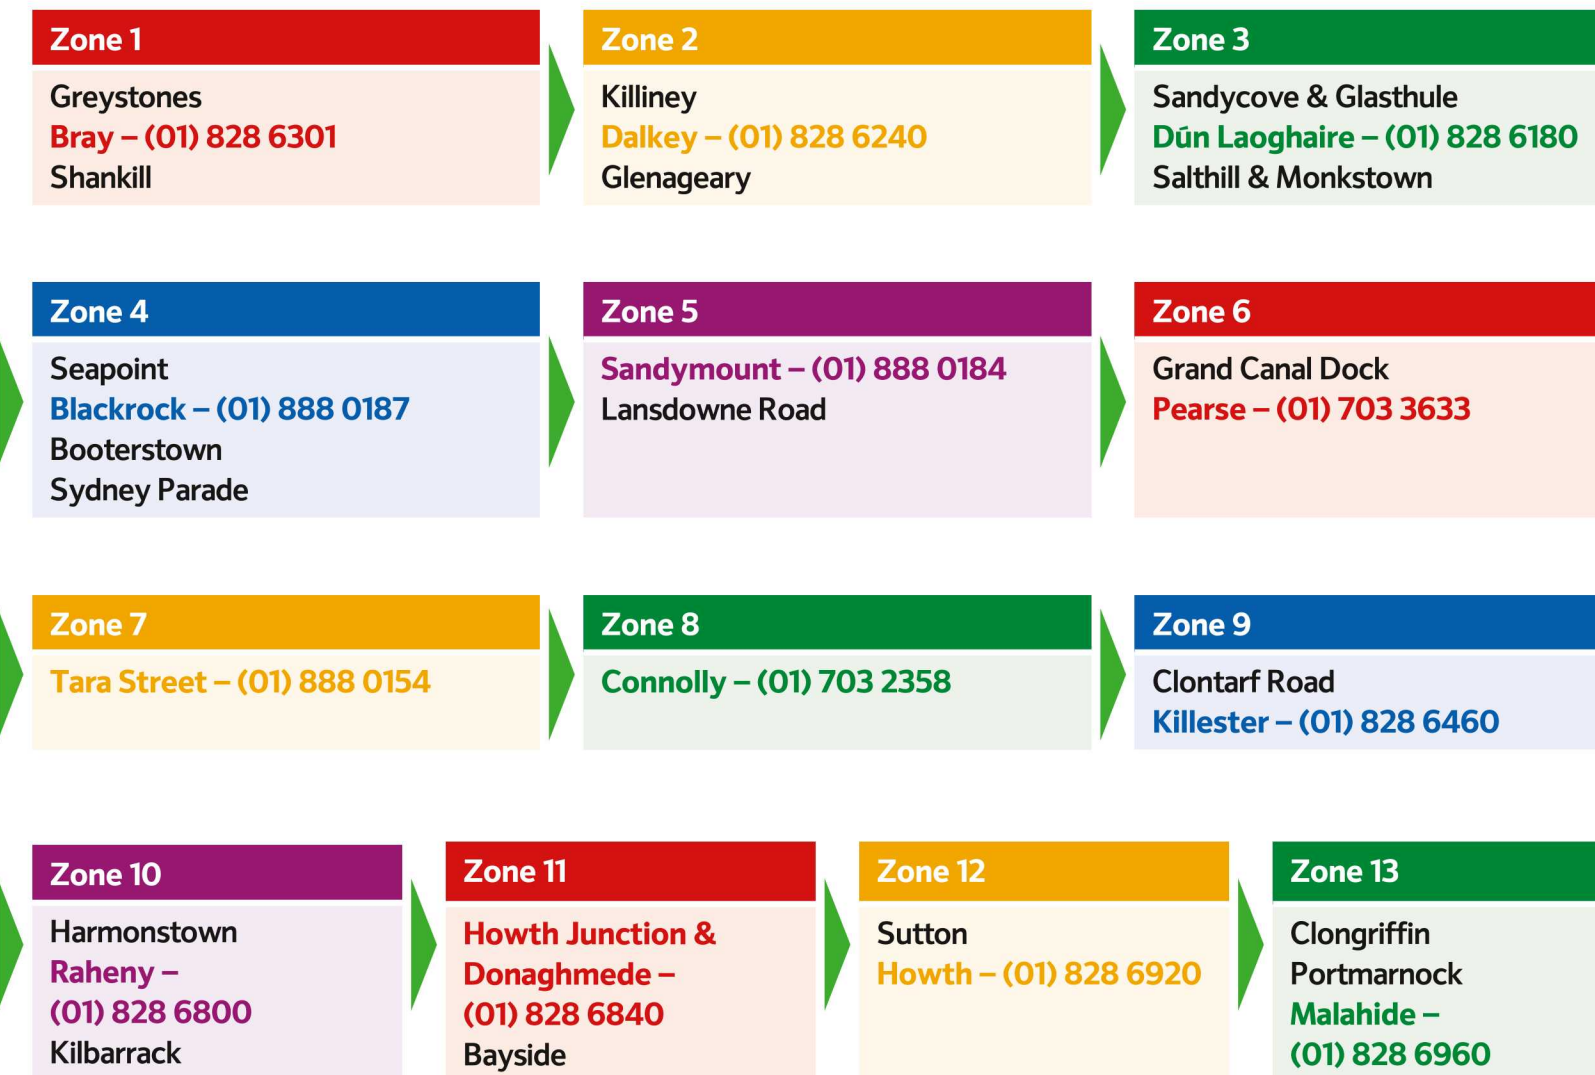 Zone 1
Greystones
Bray – (01) 828 6301
Shankill
Zone 2
Killiney
Dalkey – (01) 828 6240
Glenageary
Zone 3
Sandycove & Glasthule
Dún Laoghaire – (01) 828 6180
Salthill & Monkstown
Zone 4
Seapoint
Blackrock – (01) 888 0187
Booterstown
Sydney Parade
Zone 5
Sandymount – (01) 888 0184
Lansdowne Road
Zone 6
Grand Canal Dock
Pearse – (01) 703 3633
Zone 7
Tara Street – (01) 888 0154
Zone 8
Connolly – (01) 703 2358
Zone 9
Clontarf Road
Killester – (01) 828 6460
Zone 10
Harmonstown
Raheny –
(01) 828 6800
Kilbarrack
Zone 11
Howth Junction &
Donaghmede –
(01) 828 6840
Bayside
Zone 12
Sutton
Howth – (01) 828 6920
Zone 13
Clongriffin
Portmarnock
Malahide –
(01) 828 6960